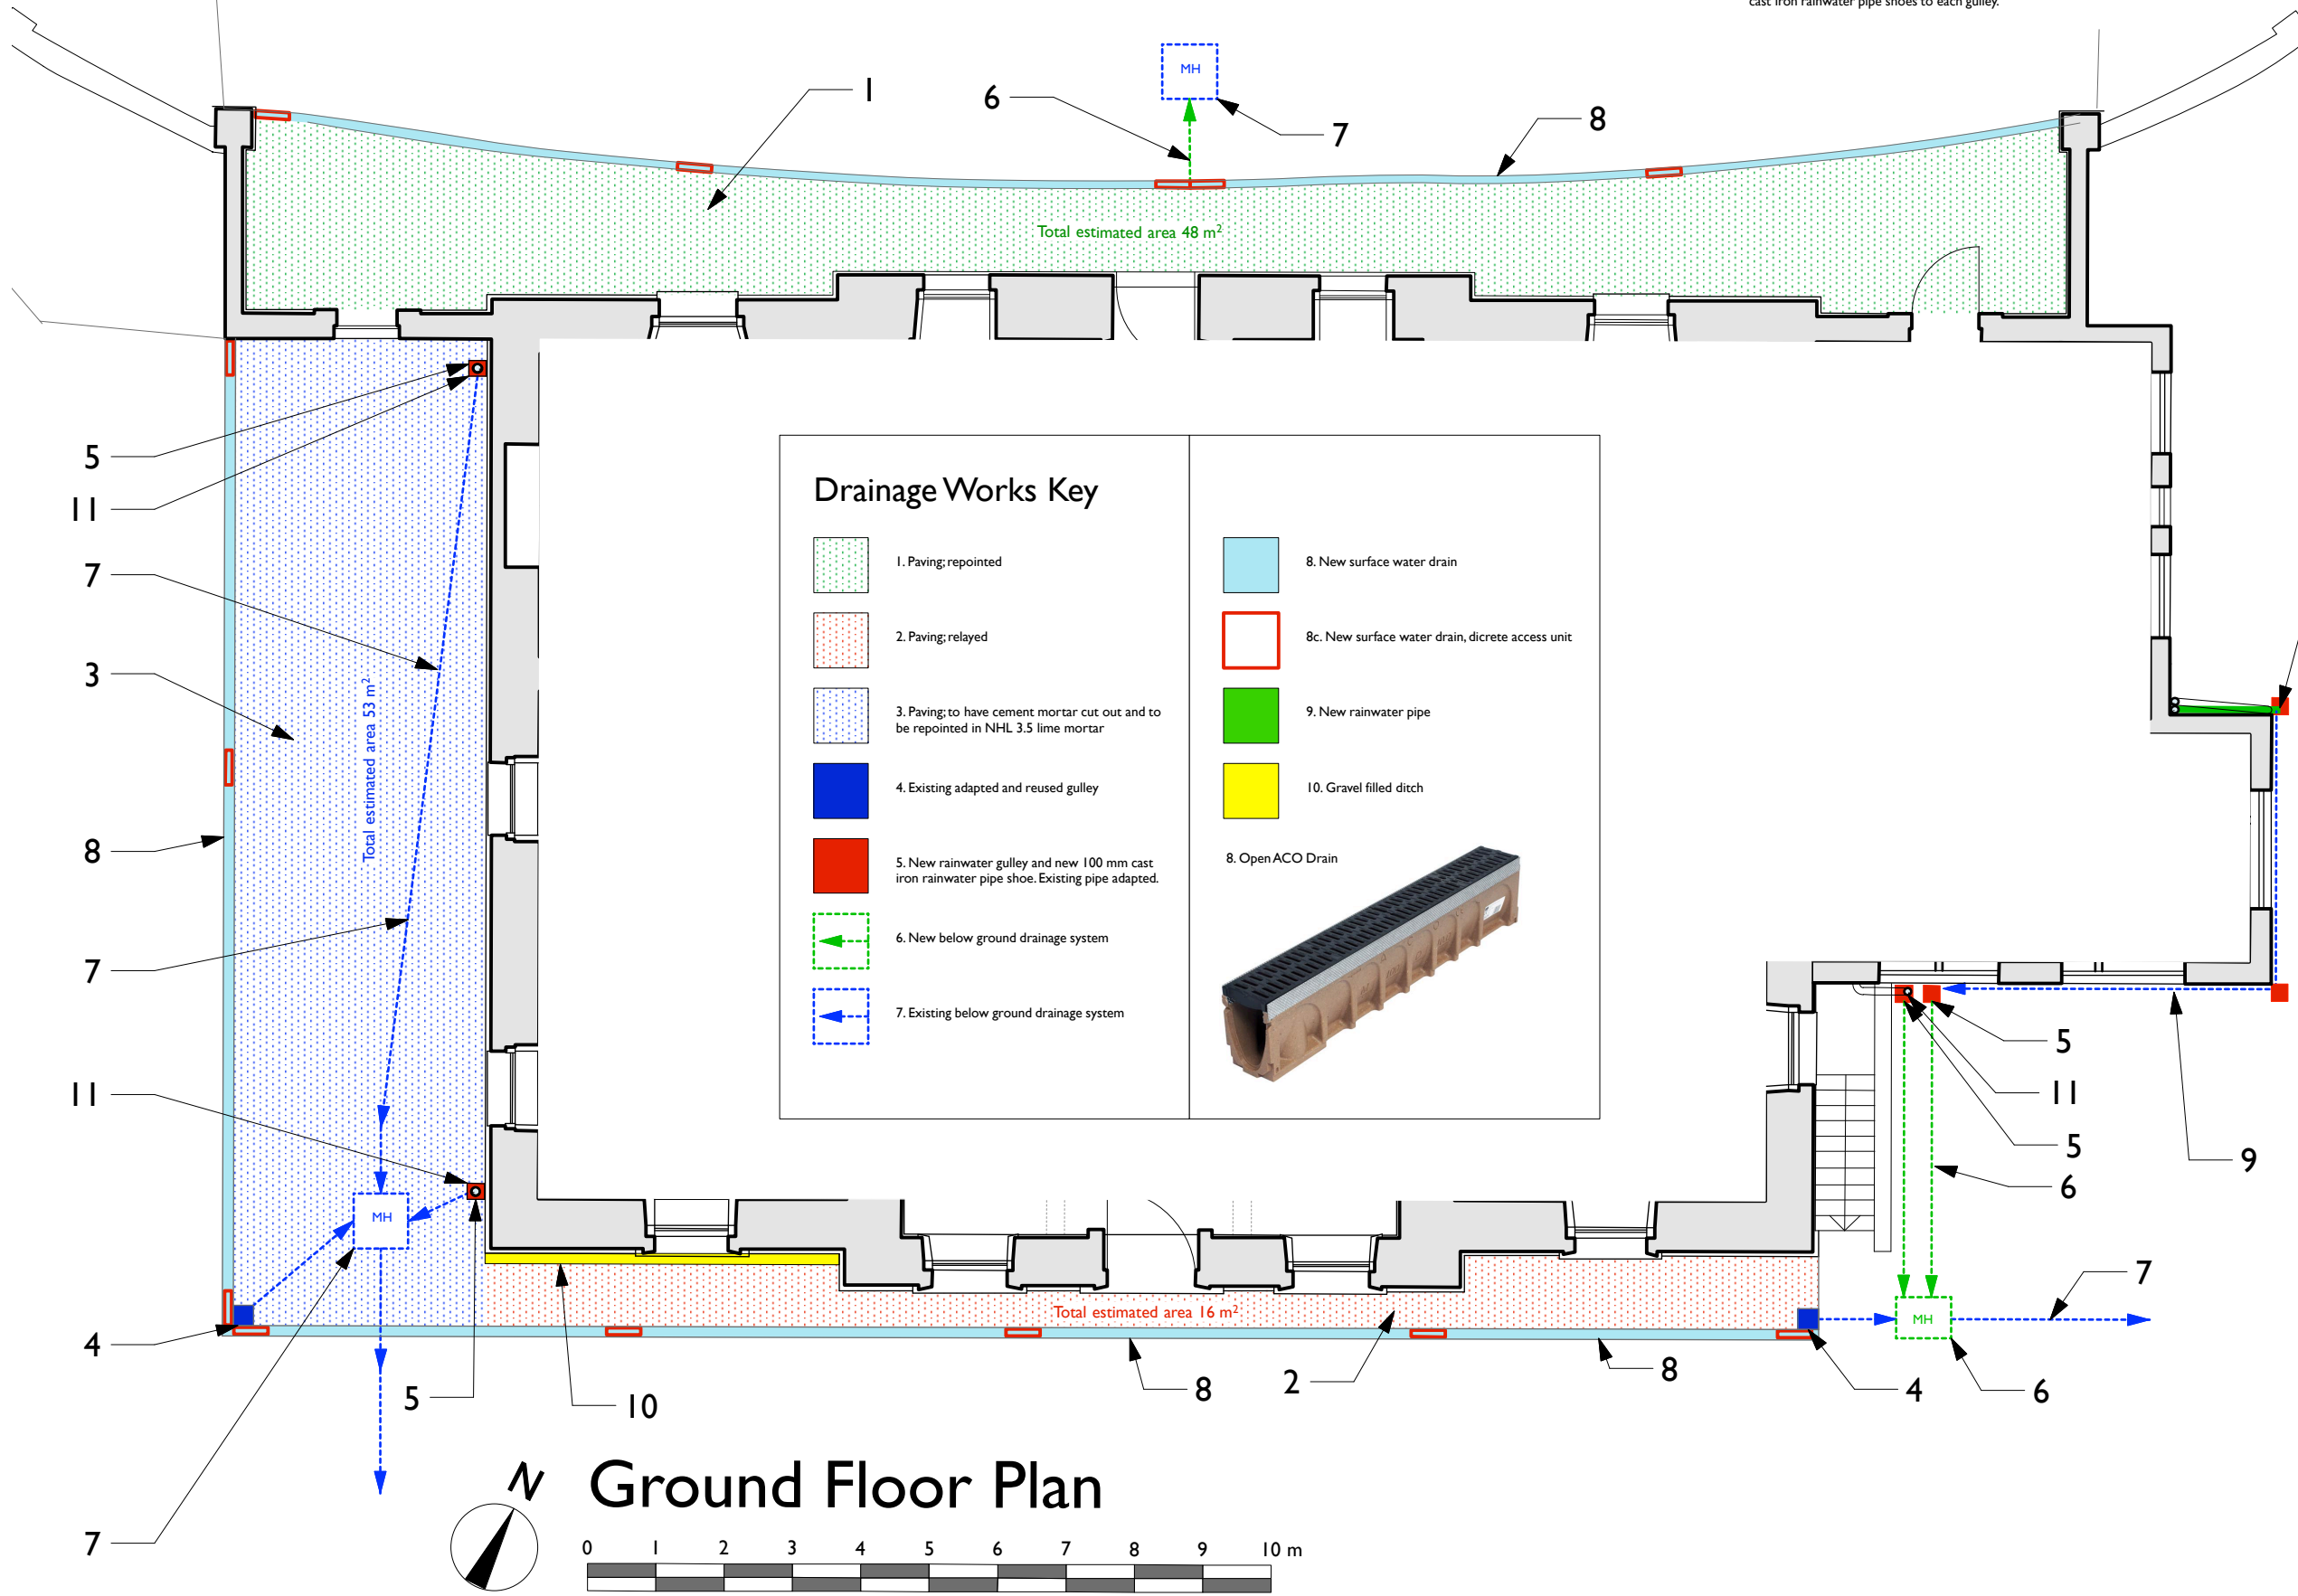 cast iron rainwater pipe shoes to each gulley.
MH
1
6
7
8
Total estimated area 48 m²
5
11
7
3
Total estimated area 53 m²
8
7
11
MH
4
5
7
10
Drainage Works Key
1. Paving; repointed
2. Paving; relayed
3. Paving; to have cement mortar cut out and to
be repointed in NHL 3.5 lime mortar
4. Existing adapted and reused gulley
5. New rainwater gulley and new 100 mm cast
iron rainwater pipe shoe. Existing pipe adapted.
6. New below ground drainage system
7. Existing below ground drainage system
8. New surface water drain
8c. New surface water drain, dicrete access unit
9. New rainwater pipe
10. Gravel filled ditch
8. Open ACO Drain
5
11
5
9
6
7
Total estimated area 16 m²
MH
8
2
8
4
6
N
Ground Floor Plan
0 1 2 3 4 5 6 7 8 9 10 m